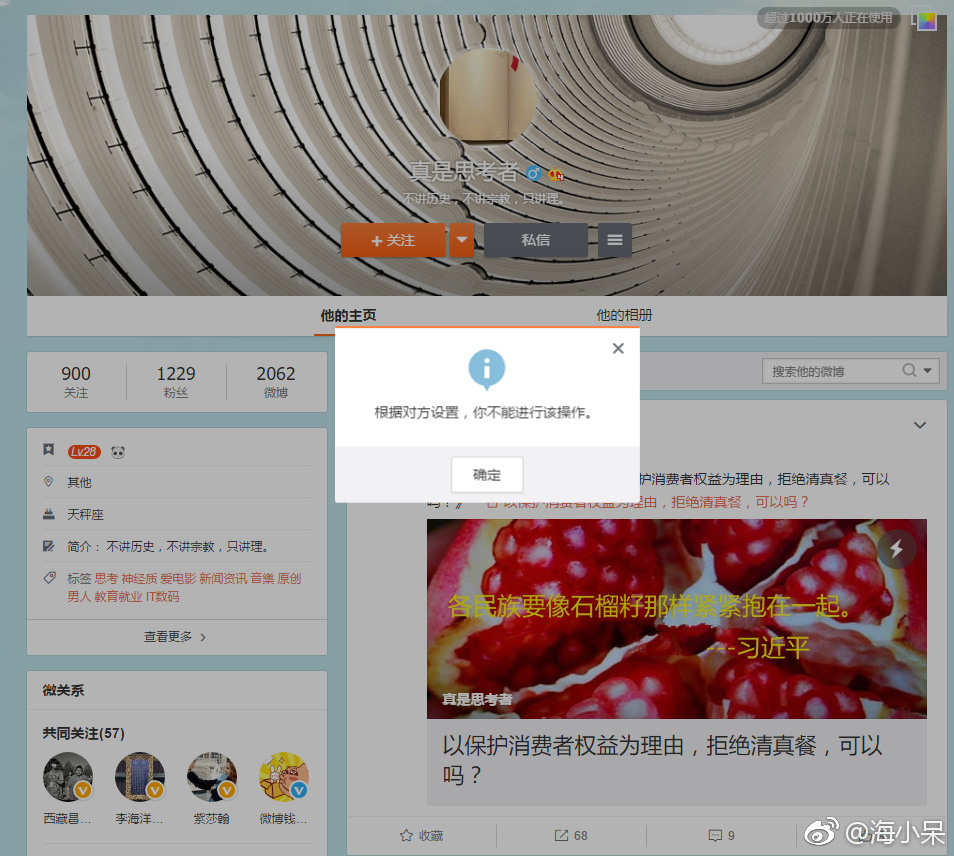 超过1000万人正在使用
真是思考者
不讲历史，不讲宗教，只讲理。
+关注
私信
他的主页
他的相册
900
关注
1229
粉丝
2062
微博
搜索他的微博
根据对方设置，你不能进行该操作。
确定
Lv.28
其他
天秤座
简介： 不讲历史，不讲宗教，只讲理。
标签 思考 神经质 爱电影 新闻资讯 音樂 原创
男人 教育就业 IT数码
查看更多
护消费者权益为理由，拒绝清真餐，可以
吗？》
以保护消费者权益为理由，拒绝清真餐，可以吗？
各民族要像石榴籽那样紧紧抱在一起。
---习近平
真是思考者
以保护消费者权益为理由，拒绝清真餐，可以
吗？
收藏
68
9
微关系
共同关注(57)
西藏昌...
李海洋...
紫莎翰
微博钱...
@海小呆